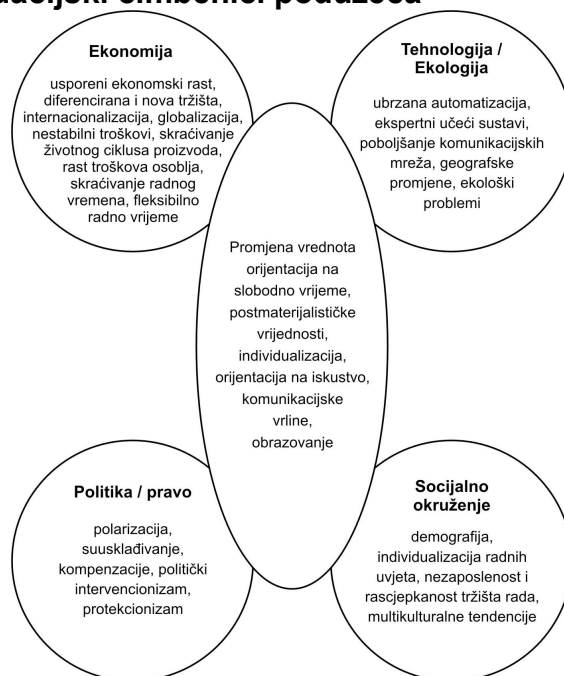 poduzeća
Ekonomija
usporeni ekonomski rast,
diferencirana i nova tržišta,
internacionalizacija, globalizacija,
nestabilni troškovi, skraćivanje
životnog ciklusa proizvoda,
rast troškova osoblja,
skraćivanje radnog
vremena, fleksibilno
radno vrijeme
Tehnologija /
Ekologija
ubrzana automatizacija,
ekspertni učeći sustavi,
poboljšanje komunikacijskih
mreža, geografske
promjene, ekološki
problemi
Promjena vrednota
orijentacija na
slobodno vrijeme,
postmaterijalističke
vrijednosti,
individualizacija,
orijentacija na iskustvo,
komunikacijske
vrline,
obrazovanje
Politika / pravo
polarizacija,
suusklađivanje,
kompenzacije, politički
intervencionizam,
protekcionizam
Socijalno
okruženje
demografija,
individualizacija radnih
uvjeta, nezaposlenost i
rascjepkanost tržišta rada,
multikulturalne tendencije